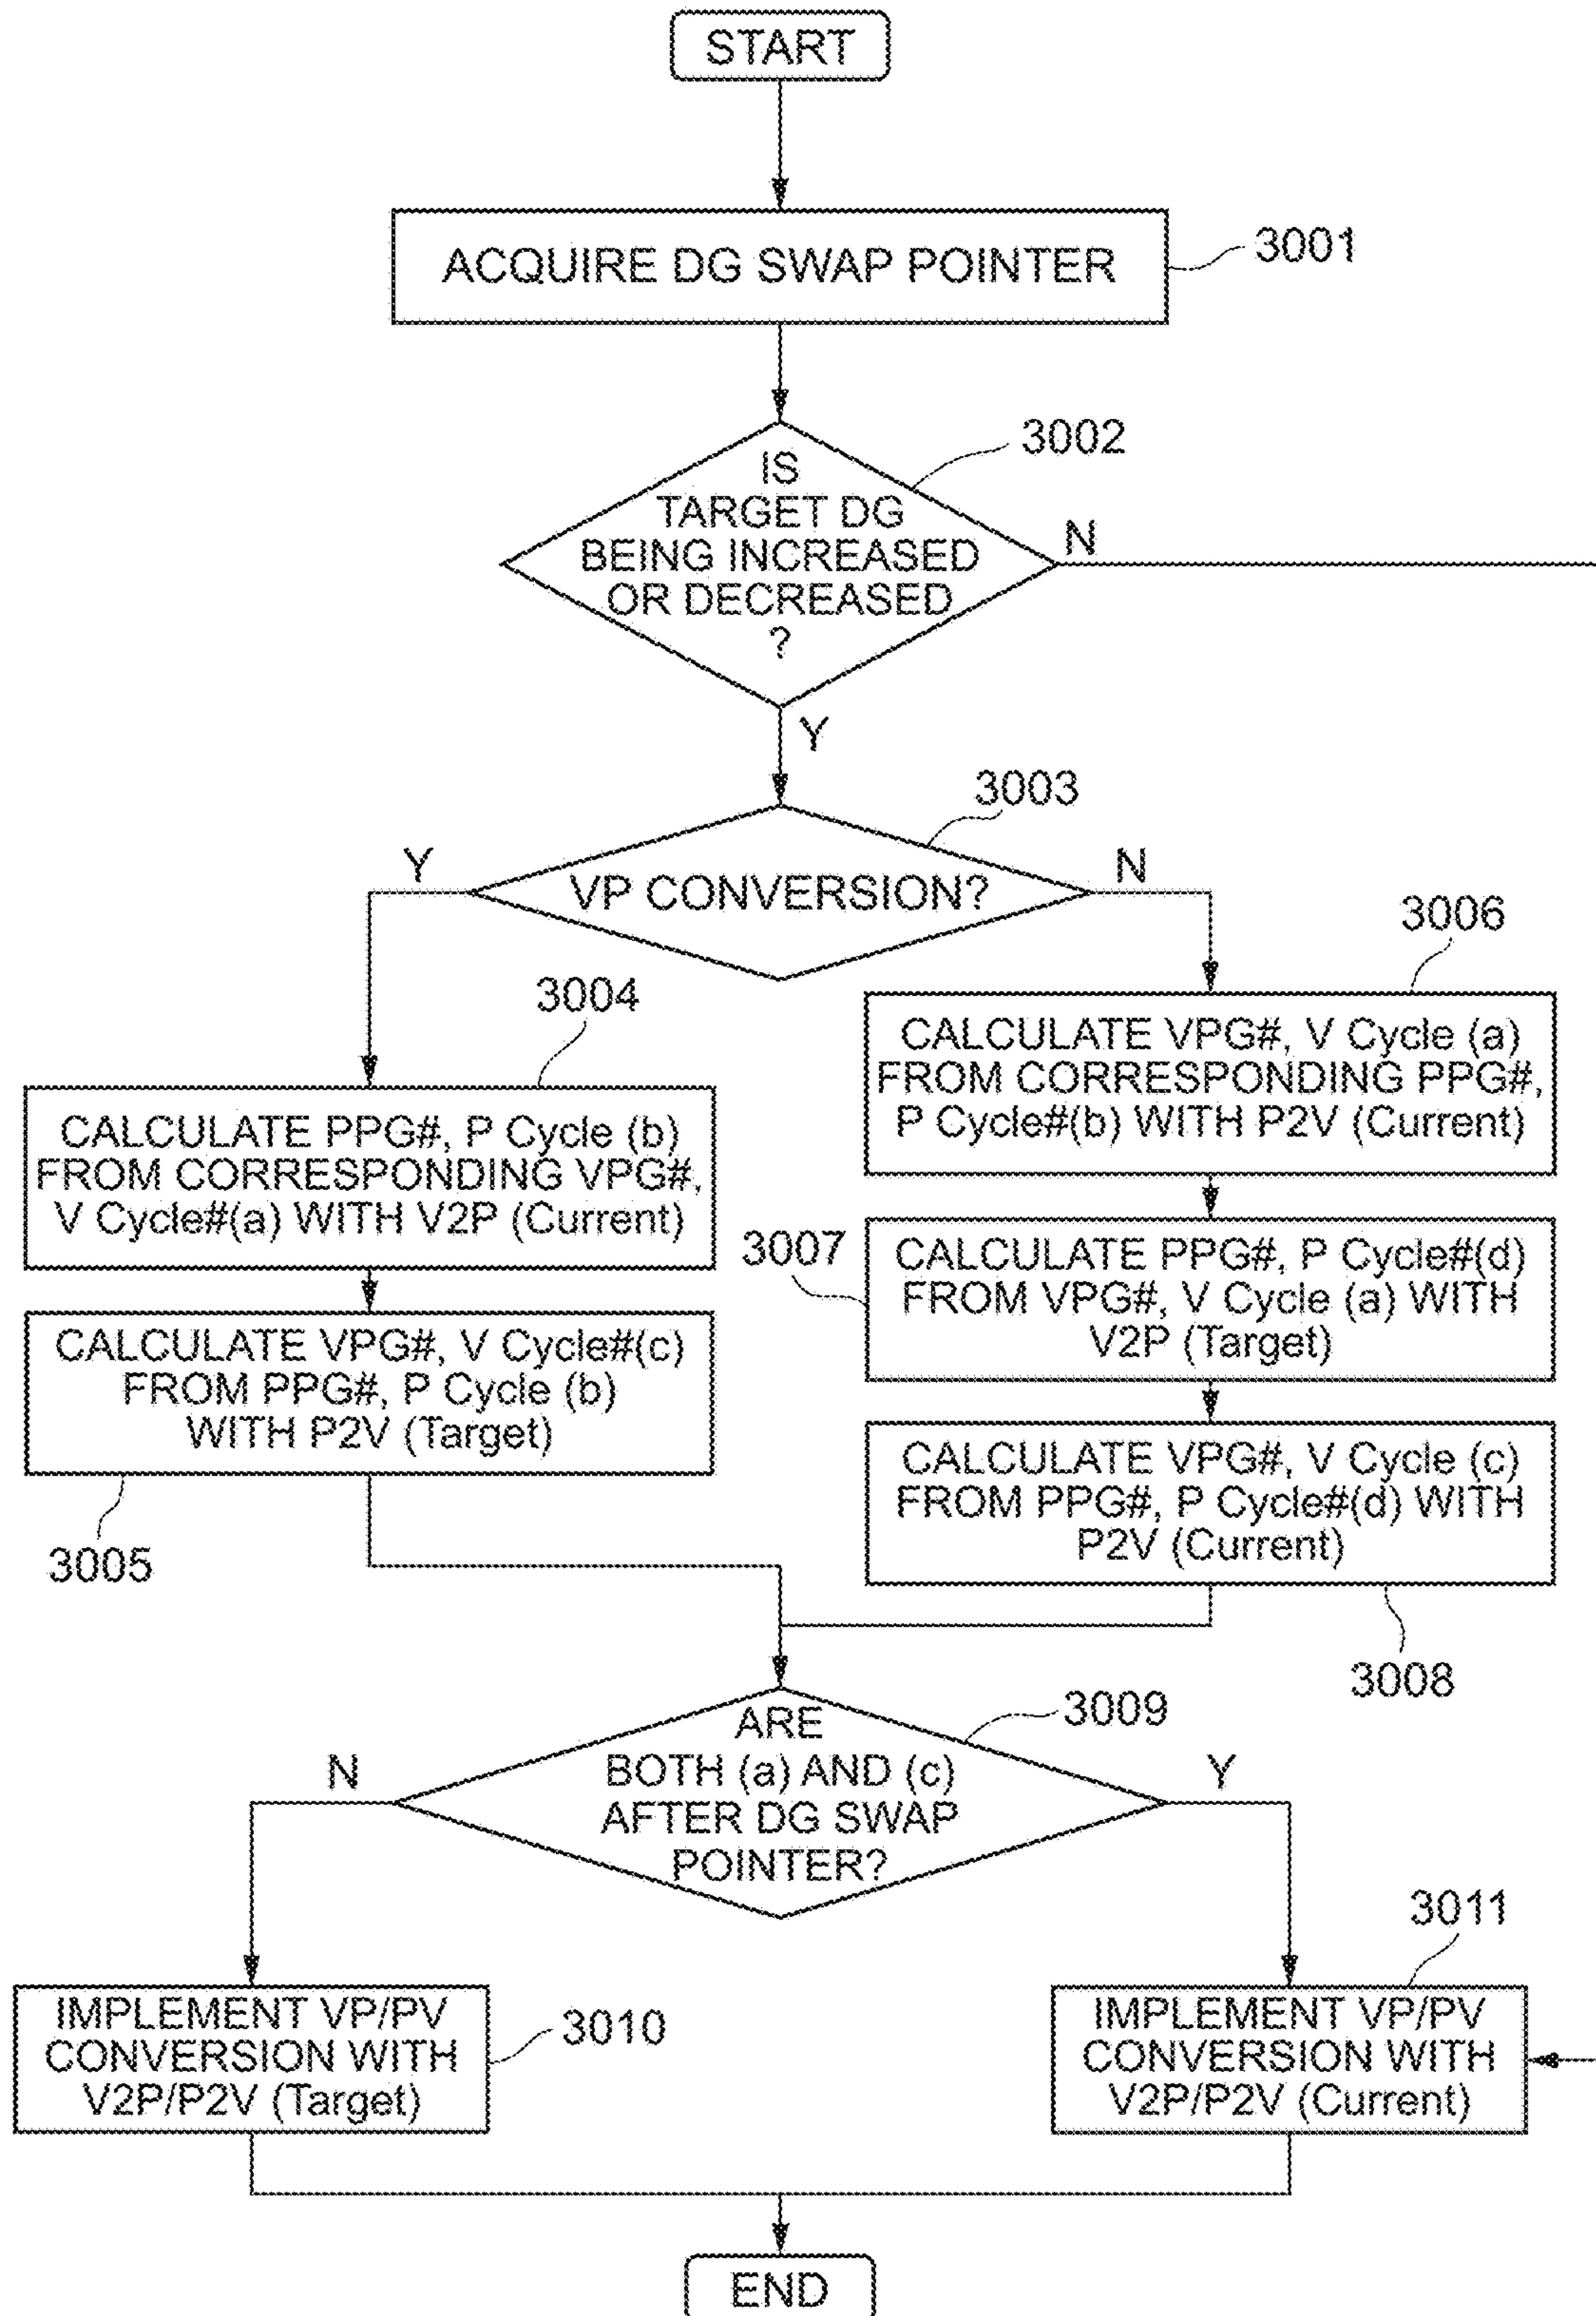 START
ACQUIRE DG SWAP POINTER
3001
3002
IS
TARGET DG
BEING INCREASED
OR DECREASED
?
N
Y
3003
Y
VP CONVERSION?
N
3004
CALCULATE PPG#, P Cycle (b)
FROM CORRESPONDING VPG#,
V Cycle#(a) WITH V2P (Current)
CALCULATE VPG#, V Cycle#(c)
FROM PPG#, P Cycle (b)
WITH P2V (Target)
3005
3006
CALCULATE VPG#, V Cycle (a)
FROM CORRESPONDING PPG#,
P Cycle#(b) WITH P2V (Current)
3007
CALCULATE PPG#, P Cycle#(d)
FROM VPG#, V Cycle (a) WITH
V2P (Target)
CALCULATE VPG#, V Cycle (c)
FROM PPG#, P Cycle#(d) WITH
P2V (Current)
3008
3009
ARE
BOTH (a) AND (c)
AFTER DG SWAP
POINTER?
N
Y
IMPLEMENT VP/PV
CONVERSION WITH
V2P/P2V (Target)
3010
3011
IMPLEMENT VP/PV
CONVERSION WITH
V2P/P2V (Current)
END